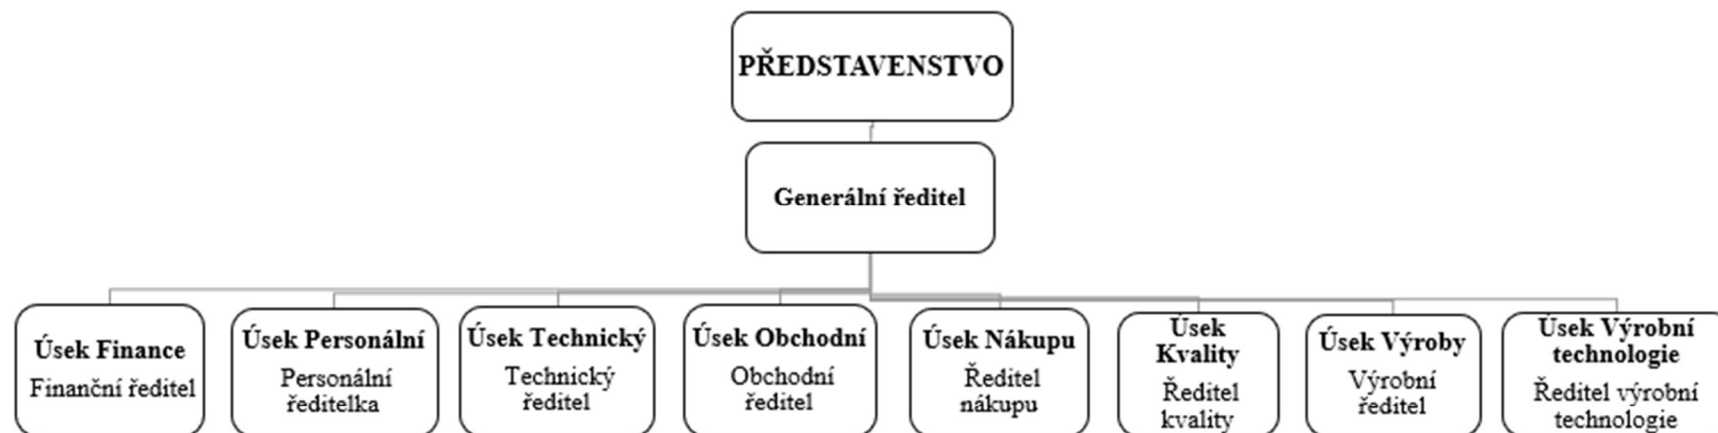 PŘEDSTAVENSTVO
Generální ředitel
Úsek Finance
Finanční ředitel
Úsek Personální
Personální
ředitelka
Úsek Technický
Technický
ředitel
Úsek Obchodní
Obchodní
ředitel
Úsek Nákupu
Ředitel
nákupu
Úsek
Kvality
Ředitel
kvality
Úsek Výroby
Výrobní
ředitel
Úsek Výrobní
technologie
Ředitel výrobní
technologie